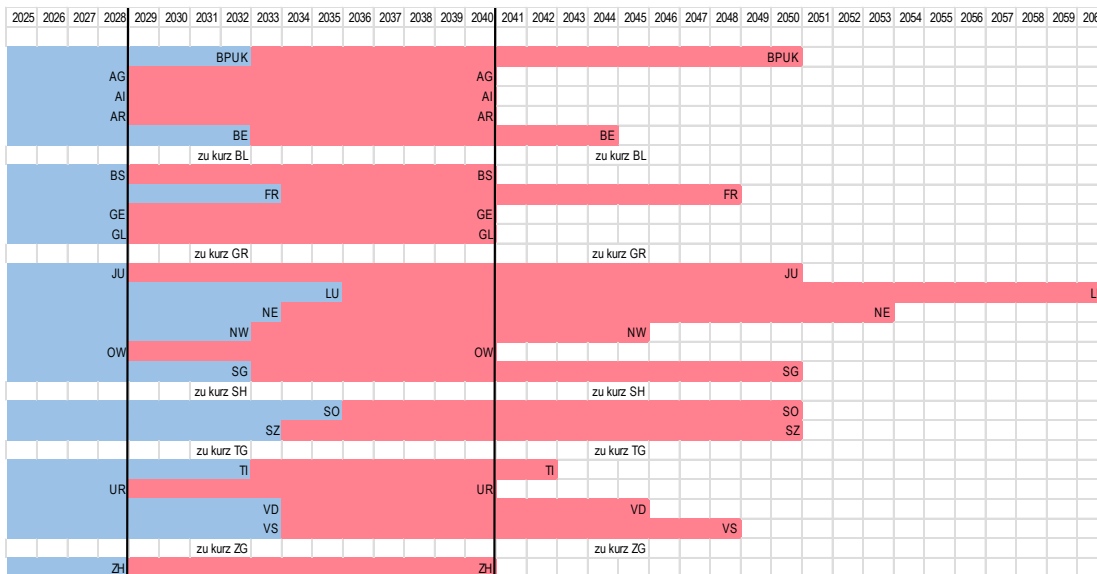 2025 2026 2027 2028 2029 2030 2031 2032 2033 2034 2035 2036 2037 2038 2039 2040 2041 2042 2043 2044 2045 2046 2047 2048 2049 2050 2051 2052 2053 2054 2055 2056 2057 2058 2059 206
BPUK BPUK
AG AG
AI AI
AR AR
BE BE
zu kurz BL zu kurz BL
BS BS
FR FR
GE GE
GL GL
zu kurz GR zu kurz GR
JU JU
LU L
NE NE
NW NW
OW OW
SG SG
zu kurz SH zu kurz SH
SO SO
SZ SZ
zu kurz TG zu kurz TG
TI TI
UR UR
VD VD
VS VS
zu kurz ZG zu kurz ZG
ZH ZH